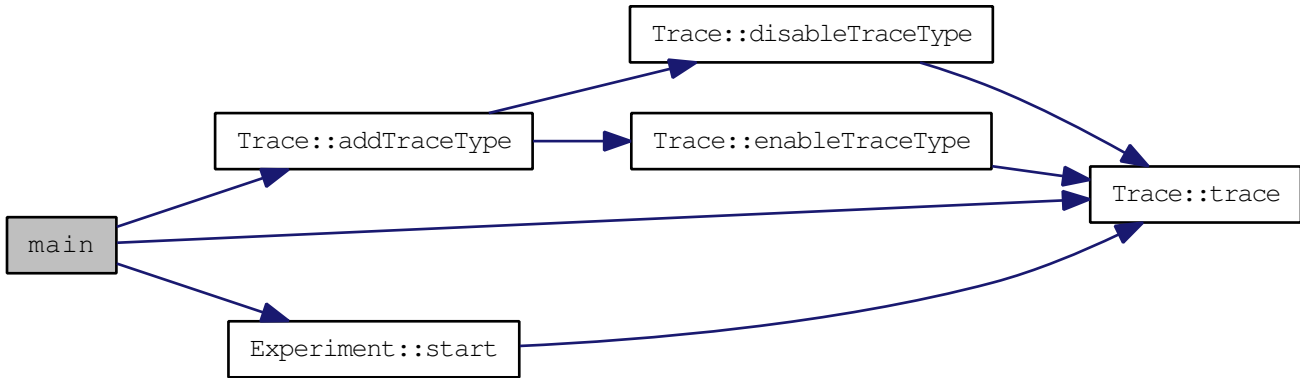 Trace::disableTraceType
Trace::addTraceType
Trace::enableTraceType
Trace::trace
main
Experiment::start